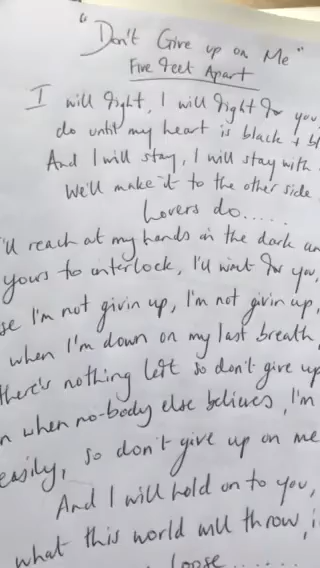 "Don't Give up on Me"
Five Feet Apart
I will fight, I will fight for you
do until my heart is black + bl
And I will stay, I will stay with
We'll make it to the other side
Lovers do.....
'll reach at my hands in the dark an
yours to interlock, I'll wait for you,
se I'm not givin up, I'm not givin up,
when I'm down on my last breath
there's nothing left so don't give up
n when no-body else believes, I'm
easily, so don't give up on me
And I will hold on to you,
what this world will throw, i
loose......